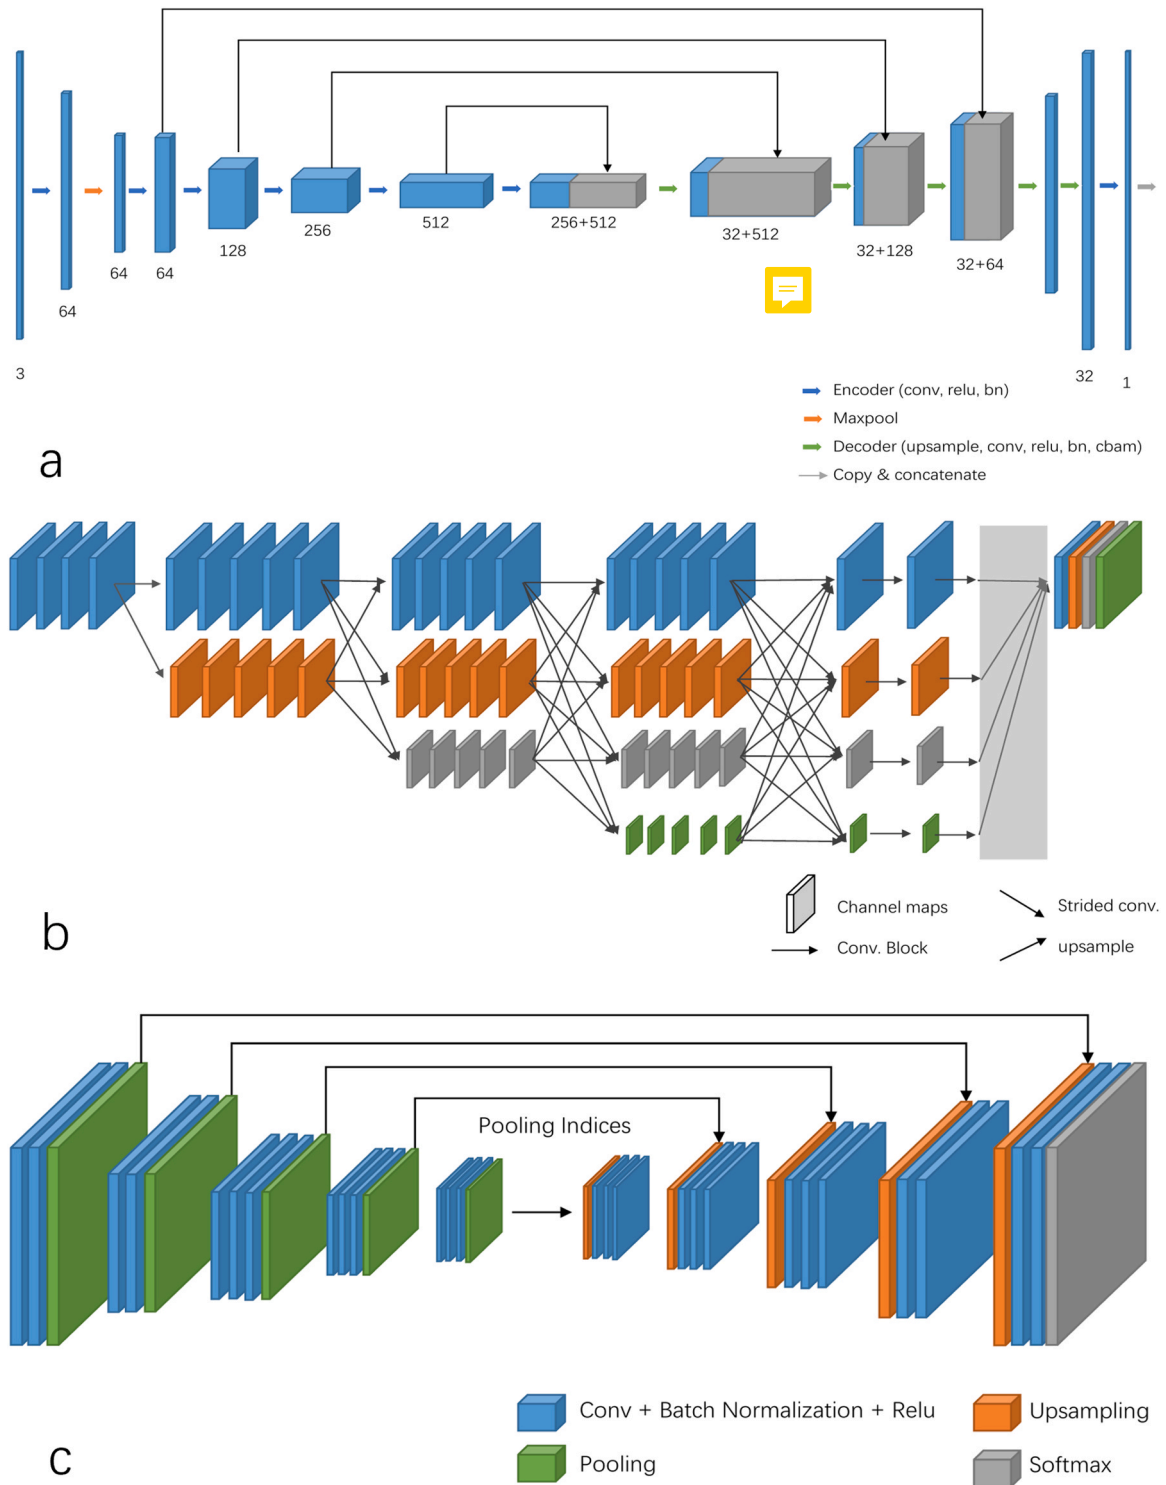 128
256
512
256+512
32+512
32+128
32+64
64
64
64
3
32
1
Encoder (conv, relu, bn)
Maxpool
Decoder (upsample, conv, relu, bn, cbam)
Copy & concatenate
a
Channel maps
Strided conv.
Conv. Block
upsample
b
Pooling Indices
Conv + Batch Normalization + Relu
Upsampling
Pooling
Softmax
c